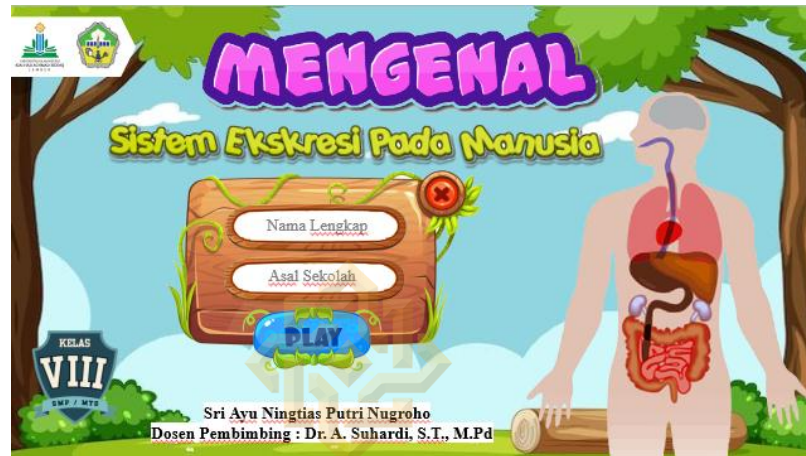 MENGENAL
Sistem Ekskresi Pada Manusia
Nama Lengkap
Asal Sekolah
PLAY
KELAS
VIII
SMP / MTS
Sri Ayu Ningtias Putri Nugroho
Dosen Pembimbing : Dr. A. Suhardi, S.T., M.Pd